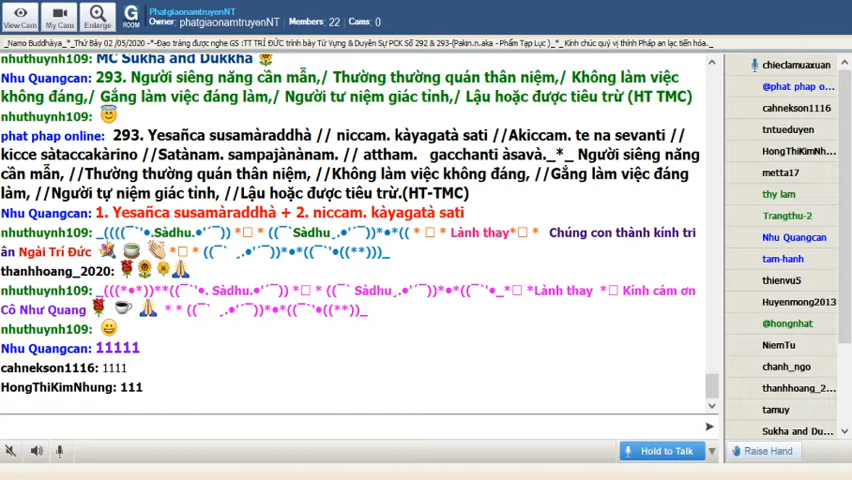 View Cam
My Cam
Enlarge
G
ROOM
PhatgiaonamtruyenNT
Owner: phatgiaonamtruyenNT Members: 22 Cams: 0
_Namo Buddhàya_*_Thứ Bảy 02 /05/2020 -*-Đạo tràng được nghe GS :TT TRÍ ĐỨC trình bày Từ Vựng & Duyên Sự PCK Số 292 & 293-(Pakin.n.aka - Phẩm Tạp Lục )_*_ Kính chúc quý vị thính Pháp an lạc tiến hóa._
nhuthuynh109: MC Sukha and Dukkha
Nhu Quangcan: 293. Người siêng năng cần mẫn,/ Thường thường quán thân niệm,/ Không làm việc
không đáng,/ Gắng làm việc đáng làm,/ Người tư niệm giác tỉnh,/ Lậu hoặc được tiêu trừ (HT TMC)
nhuthuynh109:
phat phap online: 293. Yesañca susamàraddhà // niccam. kàyagatà sati //Akiccam. te na sevanti //
kicce sàtaccakàrino //Satànam. sampajànànam. // attham. gacchanti àsavà._*_ Người siêng năng
cần mẫn, //Thường thường quán thân niệm, //Không làm việc không đáng, //Gắng làm việc đáng
làm, //Người tự niệm giác tỉnh, //Lậu hoặc được tiêu trừ.(HT-TMC)
Nhu Quangcan: 1. Yesañca susamàraddhà + 2. niccam. kàyagatà sati
nhuthuynh109: _((((¯`'•.Sàdhu.•'´¯)) *□ * ((¯`Sàdhu¸.•'´¯))*•*(( * □ * Lành thay*□ * Chúng con thành kính tri
ân Ngài Trí Đức *□ * ((¯` ¸.•'´¯))*•*((¯`'•((**)))_
thanhhoang_2020:
nhuthuynh109: _(((*•*))**((¯`'•. Sàdhu.•'´¯)) *□ * ((¯` Sàdhu¸.•'´¯))*•*((¯`'•_*□ *Lành thay *□ Kính cám ơn
Cô Như Quang * * ((¯` ¸.•'´¯))*•*((¯`'•((**))_
nhuthuynh109:
Nhu Quangcan: 11111
cahnekson1116: 1111
HongThiKimNhung: 111
Hold to Talk
Raise Hand
chieclamuaxuan
@phat phap o...
cahnekson1116
tntueduyen
HongThiKimNh...
metta17
thy lam
Trangthu-2
Nhu Quangcan
tam-hanh
thienvu5
Huyenmong2013
@hongnhat
NiemTu
chanh_ngo
thanhhoang_2...
tamuy
Sukha and Du...